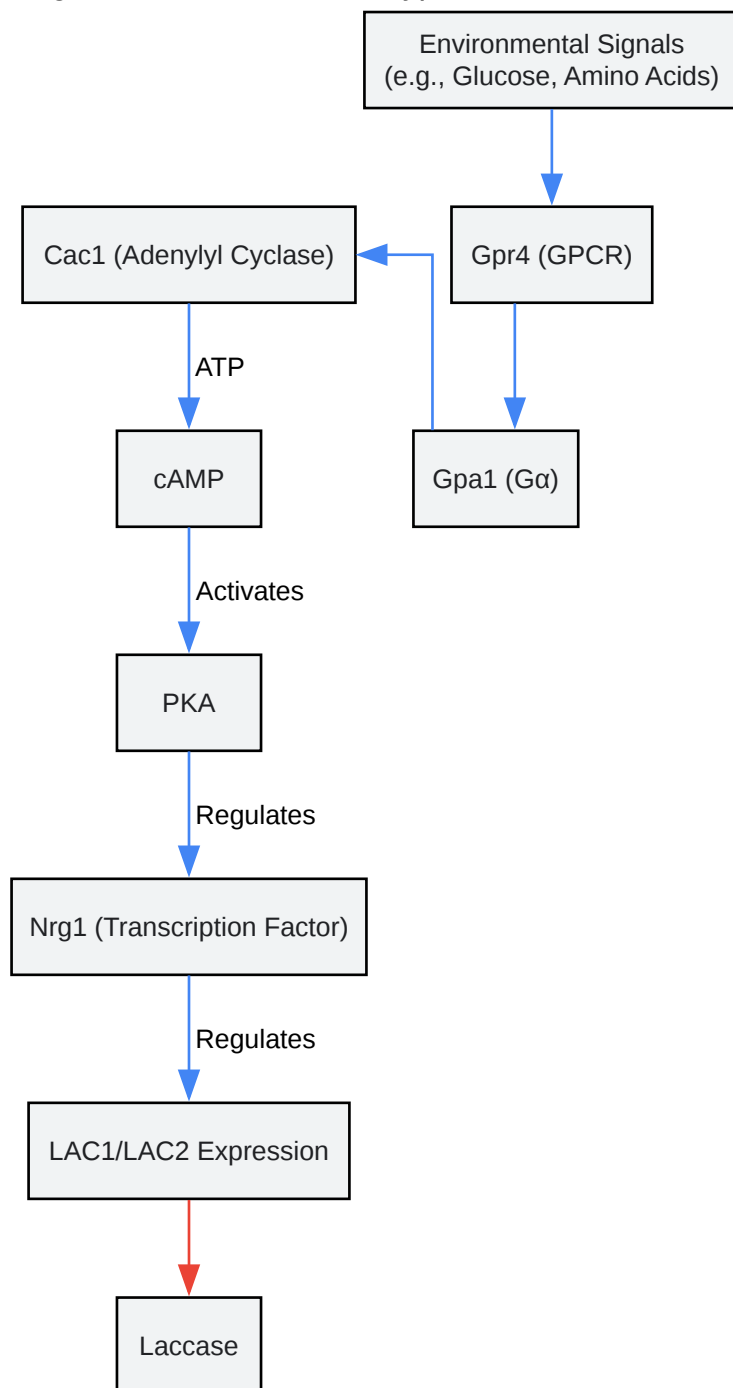 Environmental Signals
(e.g., Glucose, Amino Acids)
Cac1 (Adenylyl Cyclase)
Gpr4 (GPCR)
ATP
cAMP
Gpa1 (Gα)
Activates
PKA
Regulates
Nrg1 (Transcription Factor)
Regulates
LAC1/LAC2 Expression
Laccase